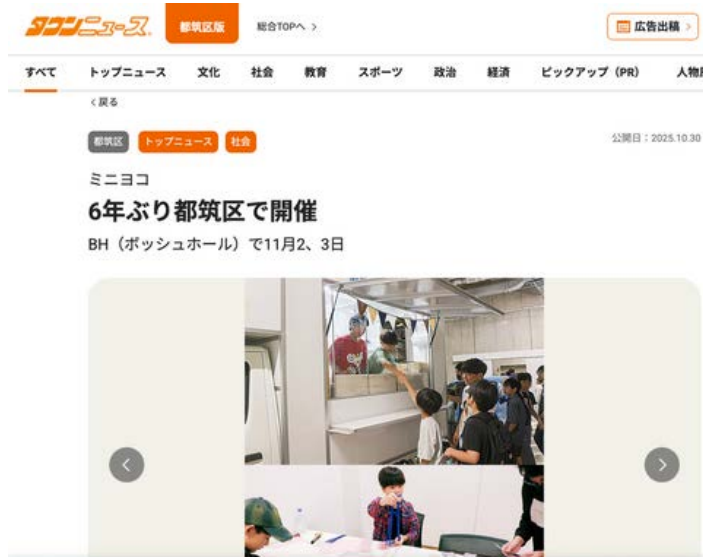 タウンニュース
都筑区版
総合TOPへ >
広告出稿 >
すべて トップニュース 文化 社会 教育 スポーツ 政治 経済 ピックアップ（PR） 人物
< 戻る
都筑区 トップニュース 社会
公開日：2025.10.30
ミニヨコ
6年ぶり都筑区で開催
BH（ボッシュホール）で11月2、3日